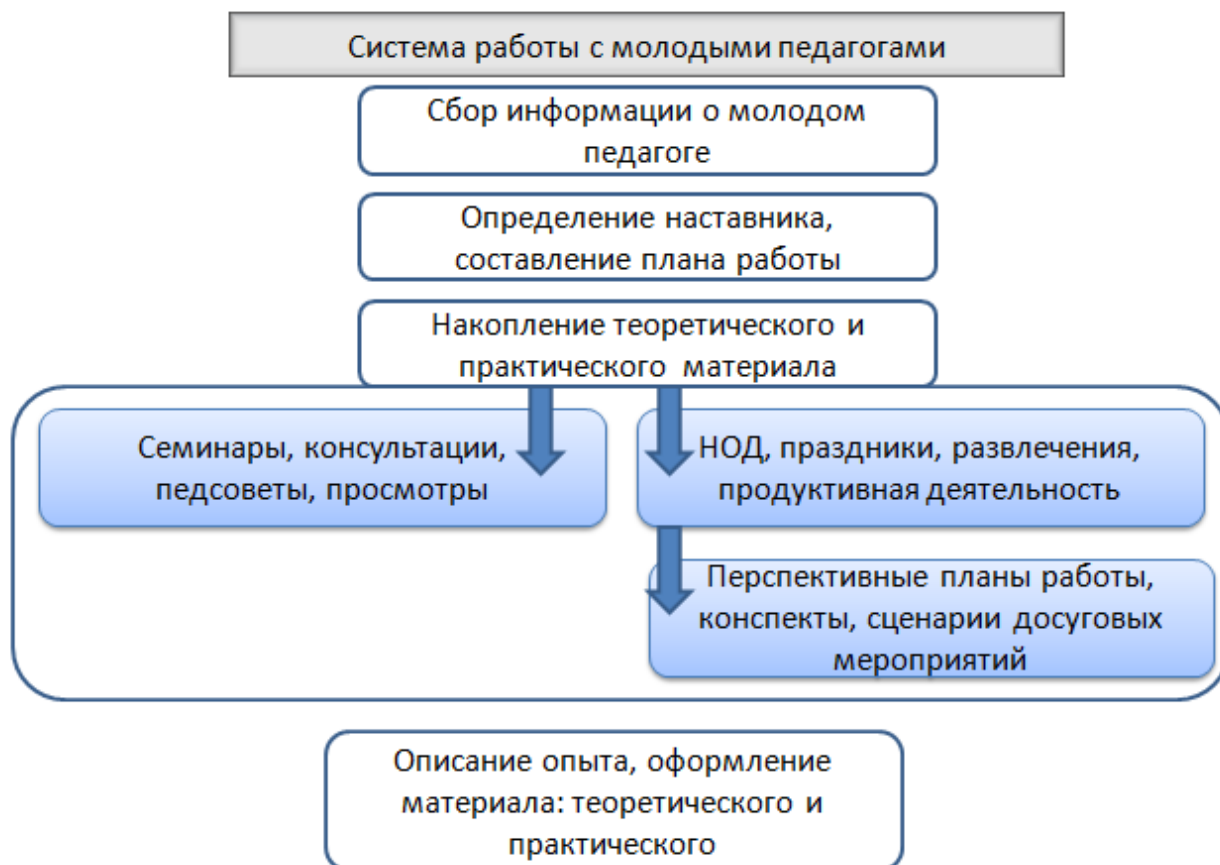 Система работы с молодыми педагогами
Сбор информации о молодом
педагоге
Определение наставника,
составление плана работы
Накопление теоретического и
практического материала
Семинары, консультации,
педсоветы, просмотры
НОД, праздники, развлечения,
продуктивная деятельность
Перспективные планы работы,
конспекты, сценарии досуговых
мероприятий
Описание опыта, оформление
материала: теоретического и
практического